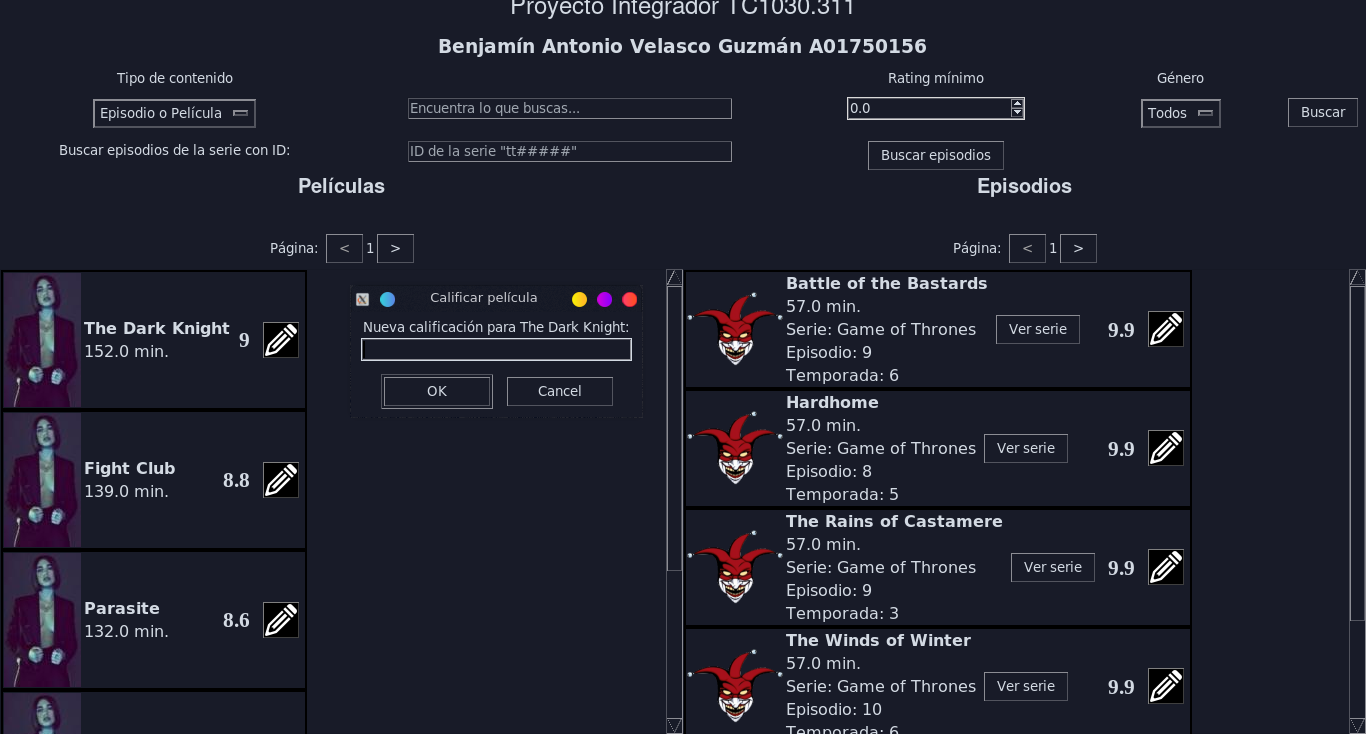 Proyecto Integrador TC1030.311
Benjamín Antonio Velasco Guzmán A01750156
Tipo de contenido
Rating mínimo
Género
Episodio o Película
Encuentra lo que buscas...
0.0
Todos
Buscar
Buscar episodios de la serie con ID:
ID de la serie "tt#####"
Buscar episodios
Películas
Episodios
Página: < 1 >
Página: < 1 >
The Dark Knight
152.0 min.
9
Fight Club
139.0 min.
8.8
Parasite
132.0 min.
8.6
Calificar película
Nueva calificación para The Dark Knight:
OK
Cancel
Battle of the Bastards
57.0 min.
Serie: Game of Thrones
Episodio: 9
Temporada: 6
Ver serie
9.9
Hardhome
57.0 min.
Serie: Game of Thrones
Episodio: 8
Temporada: 5
Ver serie
9.9
The Rains of Castamere
57.0 min.
Serie: Game of Thrones
Episodio: 9
Temporada: 3
Ver serie
9.9
The Winds of Winter
57.0 min.
Serie: Game of Thrones
Episodio: 10
Temporada: 6
Ver serie
9.9